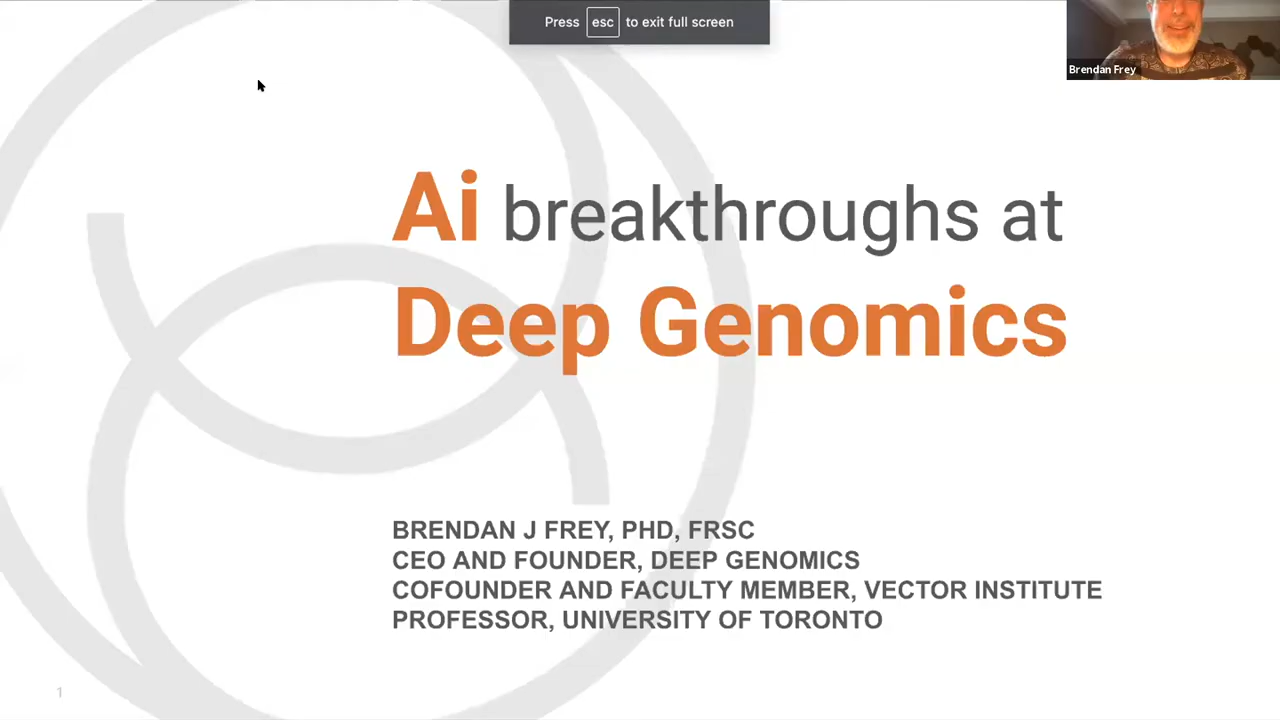 Press esc to exit full screen
Brendan Frey
Ai breakthroughs at
Deep Genomics
BRENDAN J FREY, PHD, FRSC
CEO AND FOUNDER, DEEP GENOMICS
COFOUNDER AND FACULTY MEMBER, VECTOR INSTITUTE
PROFESSOR, UNIVERSITY OF TORONTO
1